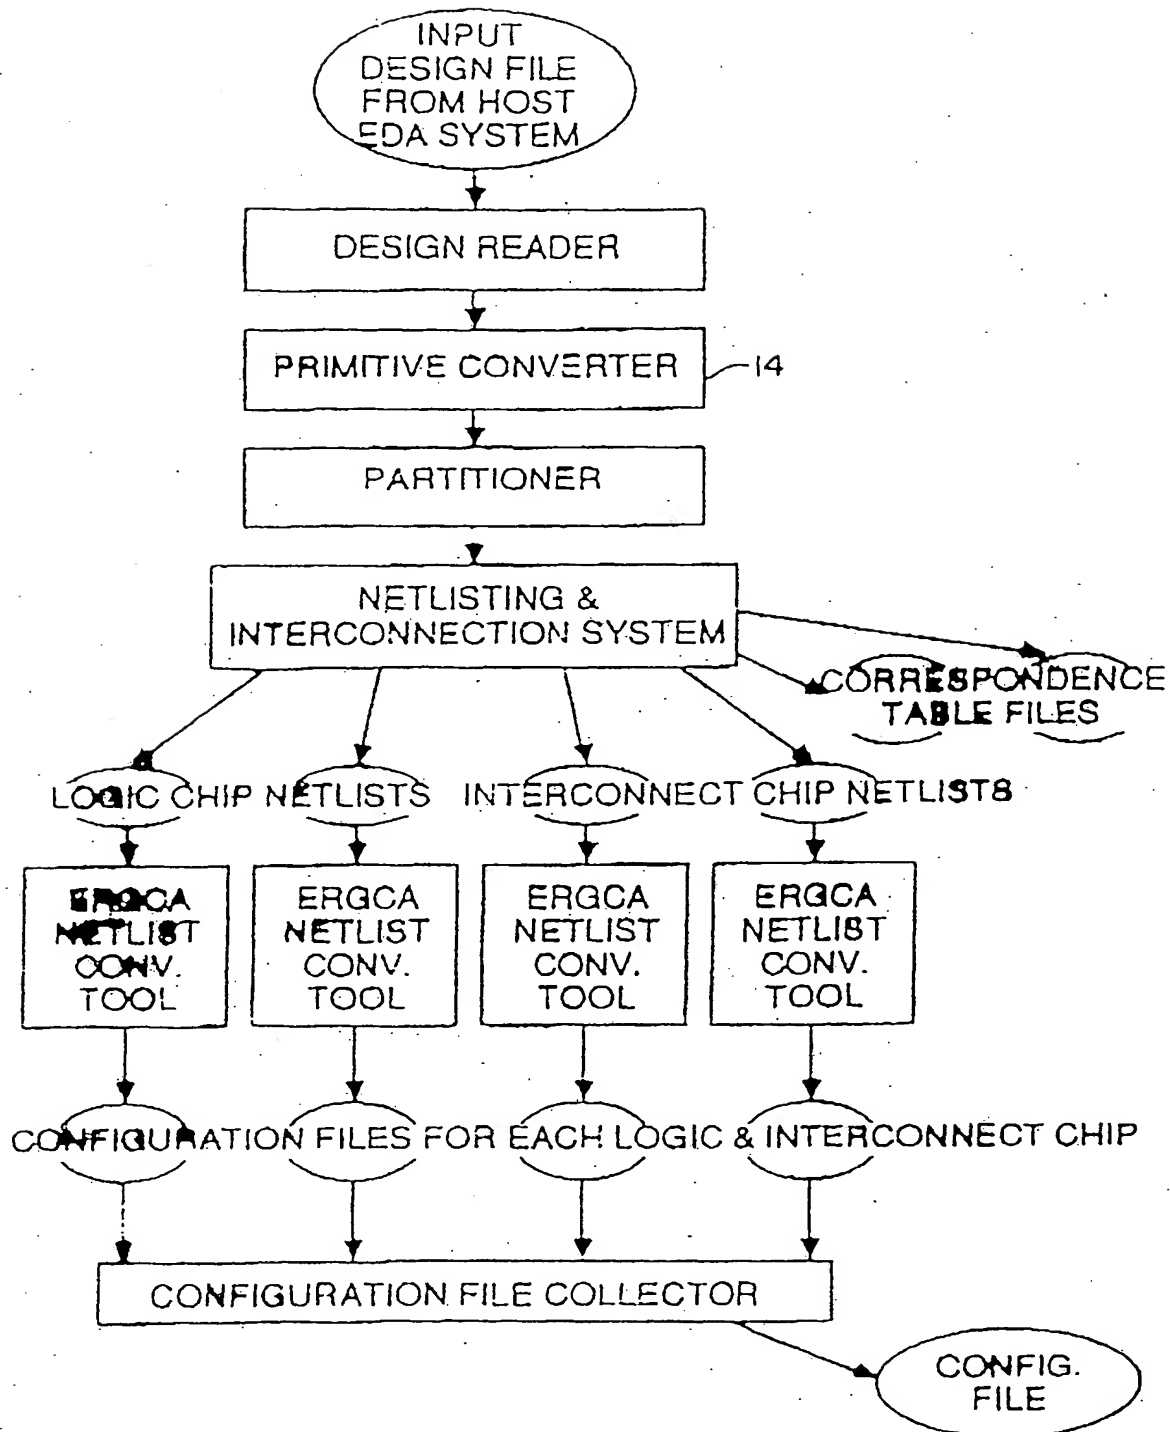 INPUT
DESIGN FILE
FROM HOST
EDA SYSTEM
DESIGN READER
PRIMITIVE CONVERTER
14
PARTITIONER
NETLISTING &
INTERCONNECTION SYSTEM
CORRESPONDENCE
TABLE FILES
LOGIC CHIP NETLISTS
INTERCONNECT CHIP NETLISTS
ERGCA
NETLIST
CONV.
TOOL
ERGCA
NETLIST
CONV.
TOOL
ERGCA
NETLIST
CONV.
TOOL
ERGCA
NETLIST
CONV.
TOOL
CONFIGURATION FILES FOR EACH LOGIC & INTERCONNECT CHIP
CONFIGURATION FILE COLLECTOR
CONFIG.
FILE